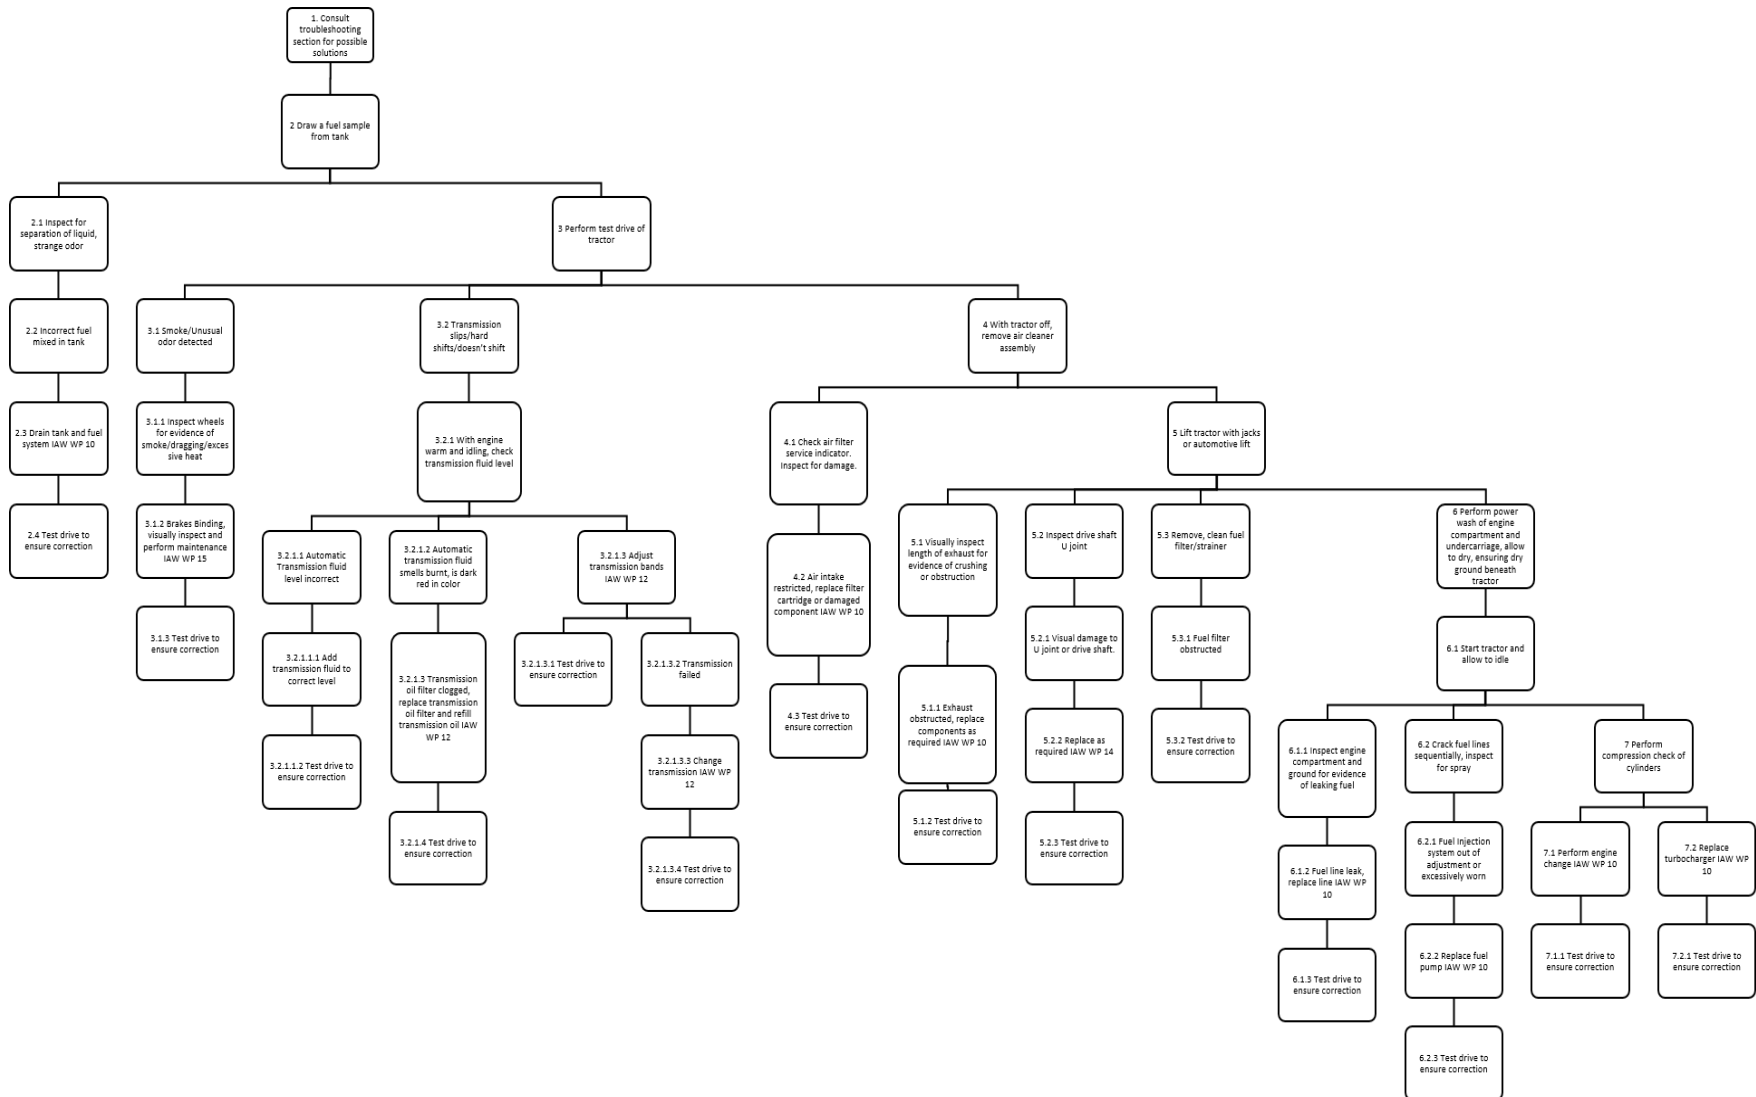 1. Consult
troubleshooting
section for possible
solutions
2 Draw a fuel sample
from tank
2.1 Inspect for
separation of liquid,
strange odor
3 Perform test drive of
tractor
2.2 Incorrect fuel
mixed in tank
3.1 Smoke/Unusual
odor detected
3.2 Transmission
slips/hard
shifts/doesn't shift
4 With tractor off,
remove air cleaner
assembly
2.3 Drain tank and fuel
system IAW WP 10
3.1.1 Inspect wheels
for evidence of
smoke/dragging/exces
sive heat
3.2.1 With engine
warm and idling, check
transmission fluid level
4.1 Check air filter
service indicator.
Inspect for damage.
5 Lift tractor with jacks
or automotive lift
2.4 Test drive to
ensure correction
3.1.2 Brakes Binding,
visually inspect and
perform maintenance
IAW WP 15
3.2.1.1 Automatic
Transmission fluid
level incorrect
3.2.1.2 Automatic
transmission fluid
smells burnt, is dark
red in color
3.2.1.3 Adjust
transmission bands
IAW WP 12
4.2 Air intake
restricted, replace filter
cartridge or damaged
component IAW WP 10
5.1 Visually inspect
length of exhaust for
evidence of crushing
or obstruction
5.2 Inspect drive shaft
U joint
5.3 Remove, clean fuel
filter/strainer
6 Perform power
wash of engine
compartment and
undercarriage, allow
to dry, ensuring dry
ground beneath
tractor
3.1.3 Test drive to
ensure correction
3.2.1.1.1 Add
transmission fluid to
correct level
3.2.1.3 Transmission
oil filter clogged,
replace transmission
oil filter and refill
transmission oil IAW
WP 12
3.2.1.3.1 Test drive to
ensure correction
3.2.1.3.2 Transmission
failed
4.3 Test drive to
ensure correction
5.1.1 Exhaust
obstructed, replace
components as
required IAW WP 10
5.2.1 Visual damage to
U joint or drive shaft.
5.3.1 Fuel filter
obstructed
6.1 Start tractor and
allow to idle
3.2.1.1.2 Test drive to
ensure correction
3.2.1.3.3 Change
transmission IAW WP
12
5.2.2 Replace as
required IAW WP 14
5.3.2 Test drive to
ensure correction
6.1.1 Inspect engine
compartment and
ground for evidence
of leaking fuel
6.2 Crack fuel lines
sequentially, inspect
for spray
7 Perform
compression check of
cylinders
3.2.1.4 Test drive to
ensure correction
3.2.1.3.4 Test drive to
ensure correction
5.1.2 Test drive to
ensure correction
5.2.3 Test drive to
ensure correction
6.1.2 Fuel line leak,
replace line IAW WP
10
6.2.1 Fuel Injection
system out of
adjustment or
excessively worn
7.1 Perform engine
change IAW WP 10
7.2 Replace
turbocharger IAW WP
10
6.1.3 Test drive to
ensure correction
6.2.2 Replace fuel
pump IAW WP 10
7.1.1 Test drive to
ensure correction
7.2.1 Test drive to
ensure correction
6.2.3 Test drive to
ensure correction